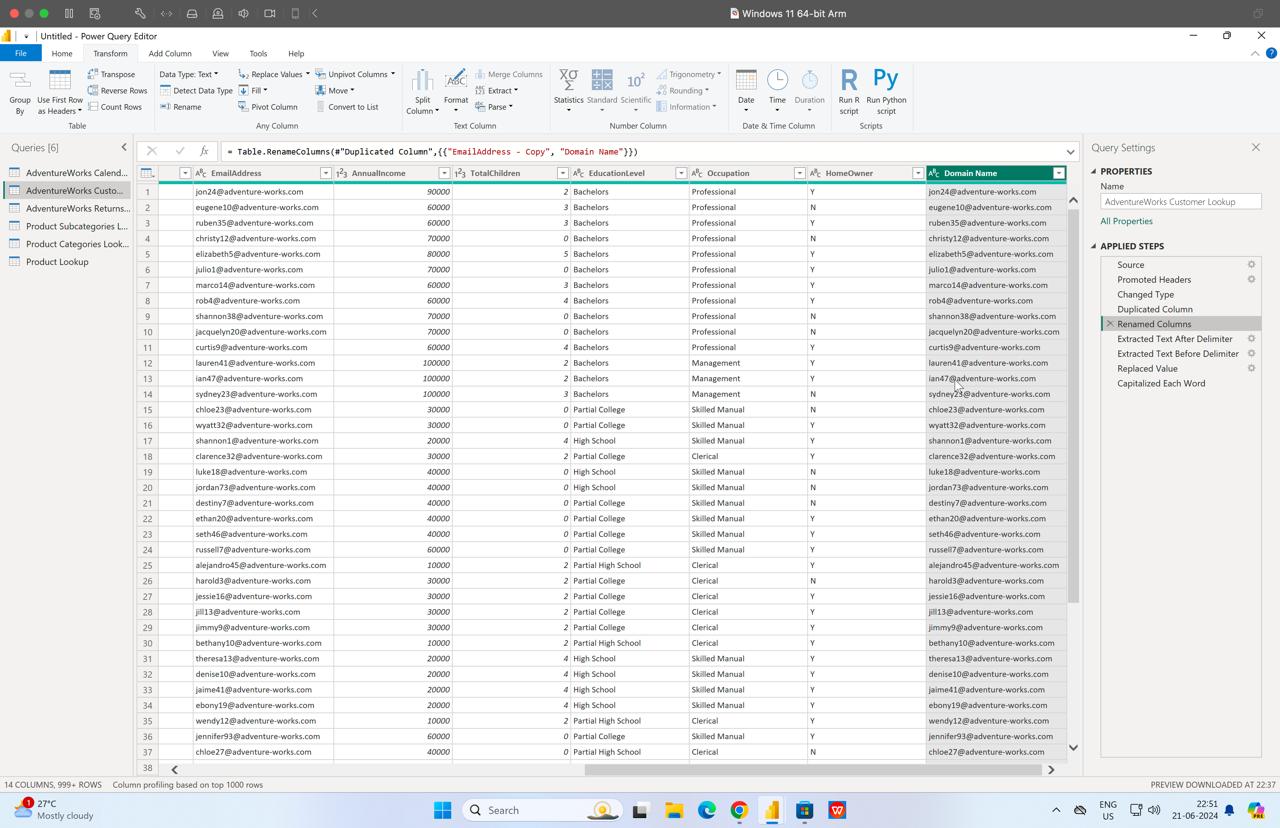 Windows 11 64-bit Arm
Untitled - Power Query Editor
File Home Transform Add Column View Tools Help
Group By
Use First Row as Headers
Transpose
Reverse Rows
Count Rows
Table
Data Type: Text
Detect Data Type
Rename
Replace Values
Fill
Pivot Column
Unpivot Columns
Move
Convert to List
Any Column
Split Column
Format
Merge Columns
Extract
Parse
Text Column
Statistics
Standard
Scientific
Trigonometry
Rounding
Information
Number Column
Date
Time
Duration
Date & Time Column
Run R script
Run Python script
Scripts
Queries [6]
AdventureWorks Calend...
AdventureWorks Custo...
AdventureWorks Returns...
Product Subcategories L...
Product Categories Look...
Product Lookup
= Table.RenameColumns(#"Duplicated Column",{{"EmailAddress - Copy", "Domain Name"}})
EmailAddress AnnualIncome TotalChildren EducationLevel Occupation HomeOwner Domain Name
1 jon24@adventure-works.com 90000 2 Bachelors Professional Y jon24@adventure-works.com
2 eugene10@adventure-works.com 60000 3 Bachelors Professional N eugene10@adventure-works.com
3 ruben35@adventure-works.com 60000 3 Bachelors Professional Y ruben35@adventure-works.com
4 christy12@adventure-works.com 70000 0 Bachelors Professional N christy12@adventure-works.com
5 elizabeth5@adventure-works.com 80000 5 Bachelors Professional Y elizabeth5@adventure-works.com
6 julio1@adventure-works.com 70000 0 Bachelors Professional Y julio1@adventure-works.com
7 marco14@adventure-works.com 60000 3 Bachelors Professional Y marco14@adventure-works.com
8 rob4@adventure-works.com 60000 4 Bachelors Professional Y rob4@adventure-works.com
9 shannon38@adventure-works.com 70000 0 Bachelors Professional N shannon38@adventure-works.com
10 jacquelyn20@adventure-works.com 70000 0 Bachelors Professional N jacquelyn20@adventure-works.com
11 curtis9@adventure-works.com 60000 4 Bachelors Professional Y curtis9@adventure-works.com
12 lauren41@adventure-works.com 100000 2 Bachelors Management Y lauren41@adventure-works.com
13 ian47@adventure-works.com 100000 2 Bachelors Management Y ian47@adventure-works.com
14 sydney23@adventure-works.com 100000 3 Bachelors Management N sydney23@adventure-works.com
15 chloe23@adventure-works.com 30000 0 Partial College Skilled Manual N chloe23@adventure-works.com
16 wyatt32@adventure-works.com 30000 0 Partial College Skilled Manual Y wyatt32@adventure-works.com
17 shannon1@adventure-works.com 20000 4 High School Skilled Manual Y shannon1@adventure-works.com
18 clarence32@adventure-works.com 30000 2 Partial College Clerical Y clarence32@adventure-works.com
19 luke18@adventure-works.com 40000 0 High School Skilled Manual N luke18@adventure-works.com
20 jordan73@adventure-works.com 40000 0 High School Skilled Manual N jordan73@adventure-works.com
21 destiny7@adventure-works.com 40000 0 Partial College Skilled Manual N destiny7@adventure-works.com
22 ethan20@adventure-works.com 40000 0 Partial College Skilled Manual Y ethan20@adventure-works.com
23 seth46@adventure-works.com 40000 0 Partial College Skilled Manual Y seth46@adventure-works.com
24 russell7@adventure-works.com 60000 0 Partial College Skilled Manual Y russell7@adventure-works.com
25 alejandro45@adventure-works.com 10000 2 Partial High School Clerical Y alejandro45@adventure-works.com
26 harold3@adventure-works.com 30000 2 Partial College Clerical N harold3@adventure-works.com
27 jessie16@adventure-works.com 30000 2 Partial College Clerical Y jessie16@adventure-works.com
28 jill13@adventure-works.com 30000 2 Partial College Clerical Y jill13@adventure-works.com
29 jimmy9@adventure-works.com 30000 2 Partial College Clerical Y jimmy9@adventure-works.com
30 bethany10@adventure-works.com 10000 2 Partial High School Clerical Y bethany10@adventure-works.com
31 theresa13@adventure-works.com 20000 4 High School Skilled Manual Y theresa13@adventure-works.com
32 denise10@adventure-works.com 20000 4 High School Skilled Manual Y denise10@adventure-works.com
33 jaime41@adventure-works.com 20000 4 High School Skilled Manual Y jaime41@adventure-works.com
34 ebony19@adventure-works.com 20000 4 High School Skilled Manual Y ebony19@adventure-works.com
35 wendy12@adventure-works.com 10000 2 Partial High School Clerical Y wendy12@adventure-works.com
36 jennifer93@adventure-works.com 60000 0 Partial College Skilled Manual Y jennifer93@adventure-works.com
37 chloe27@adventure-works.com 40000 0 Partial High School Clerical N chloe27@adventure-works.com
38
Query Settings
PROPERTIES
Name
AdventureWorks Customer Lookup
All Properties
APPLIED STEPS
Source
Promoted Headers
Changed Type
Duplicated Column
Renamed Columns
Extracted Text After Delimiter
Extracted Text Before Delimiter
Replaced Value
Capitalized Each Word
14 COLUMNS, 999+ ROWS Column profiling based on top 1000 rows PREVIEW DOWNLOADED AT 22:37
1
27°C
Mostly cloudy
Search
ENG
US
22:51
21-06-2024